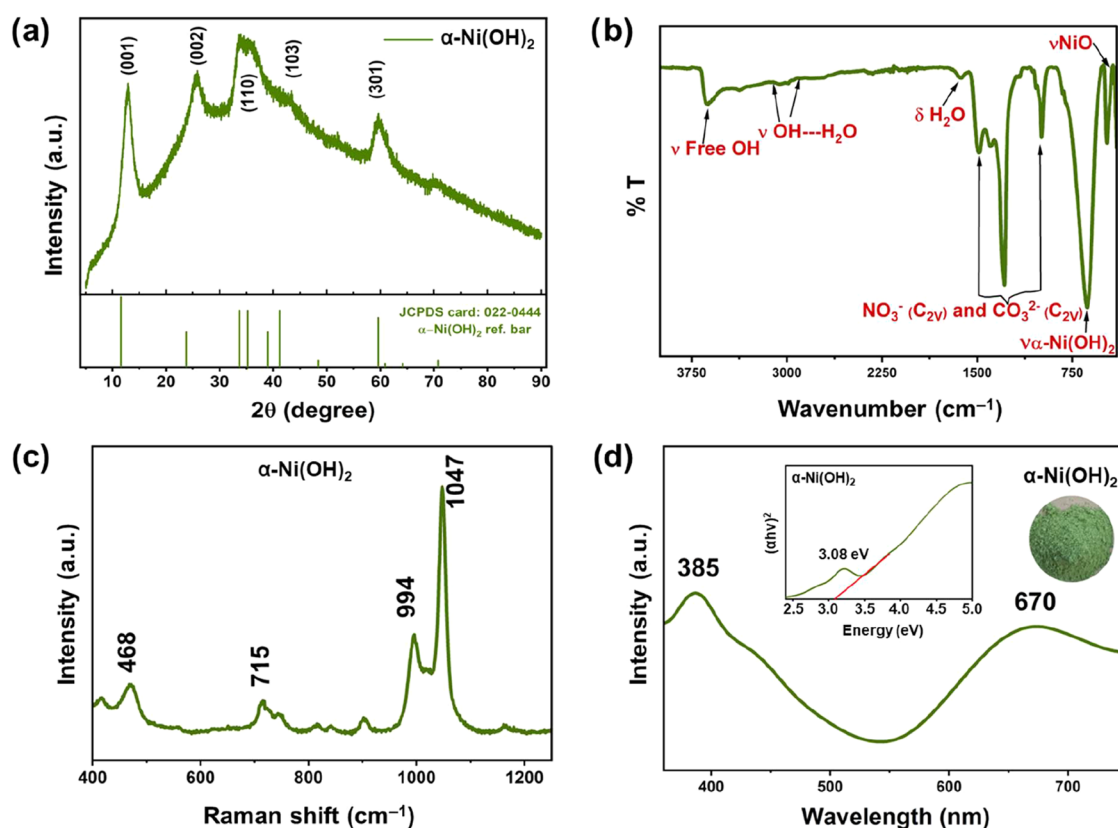 (a)
α-Ni(OH)₂
(001)
(002)
(110)
(103)
(301)
Intensity (a.u.)
JCPDS card: 022-0444
α–Ni(OH)₂ ref. bar
10 20 30 40 50 60 70 80 90
2θ (degree)
(b)
νNiO
δ H₂O
ν OH---H₂O
ν Free OH
% T
NO₃⁻ (C₂ᵥ) and CO₃²⁻ (C₂ᵥ)
να-Ni(OH)₂
3750 3000 2250 1500 750
Wavenumber (cm⁻¹)
(c)
α-Ni(OH)₂
1047
994
468
715
Intensity (a.u.)
400 600 800 1000 1200
Raman shift (cm⁻¹)
(d)
α-Ni(OH)₂
α-Ni(OH)₂
(αhν)²
3.08 eV
2.5 3.0 3.5 4.0 4.5 5.0
Energy (eV)
385
670
Intensity (a.u.)
400 500 600 700
Wavelength (nm)